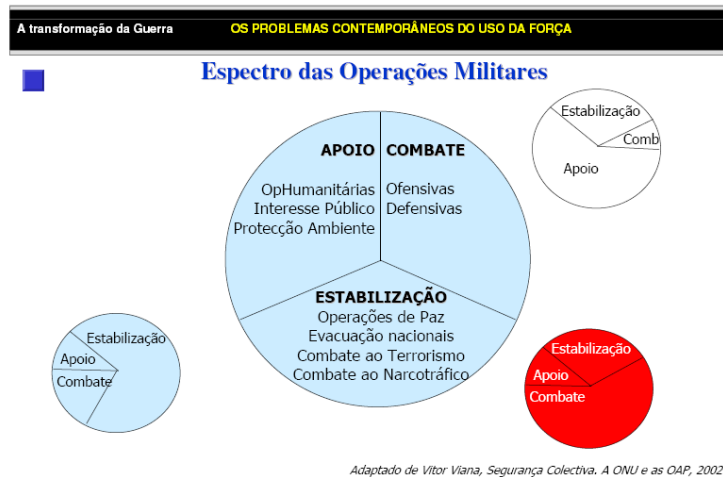 A transformação da Guerra
OS PROBLEMAS CONTEMPORÂNEOS DO USO DA FORÇA
Espectro das Operações Militares
Estabilização
Comb
Apoio
APOIO
OpHumanitárias
Interesse Público
Protecção Ambiente
COMBATE
Ofensivas
Defensivas
ESTABILIZAÇÃO
Operações de Paz
Evacuação nacionais
Combate ao Terrorismo
Combate ao Narcotráfico
Estabilização
Apoio
Combate
Estabilização
Apoio
Combate
Adaptado de Vitor Viana, Segurança Colectiva. A ONU e as OAP, 2002